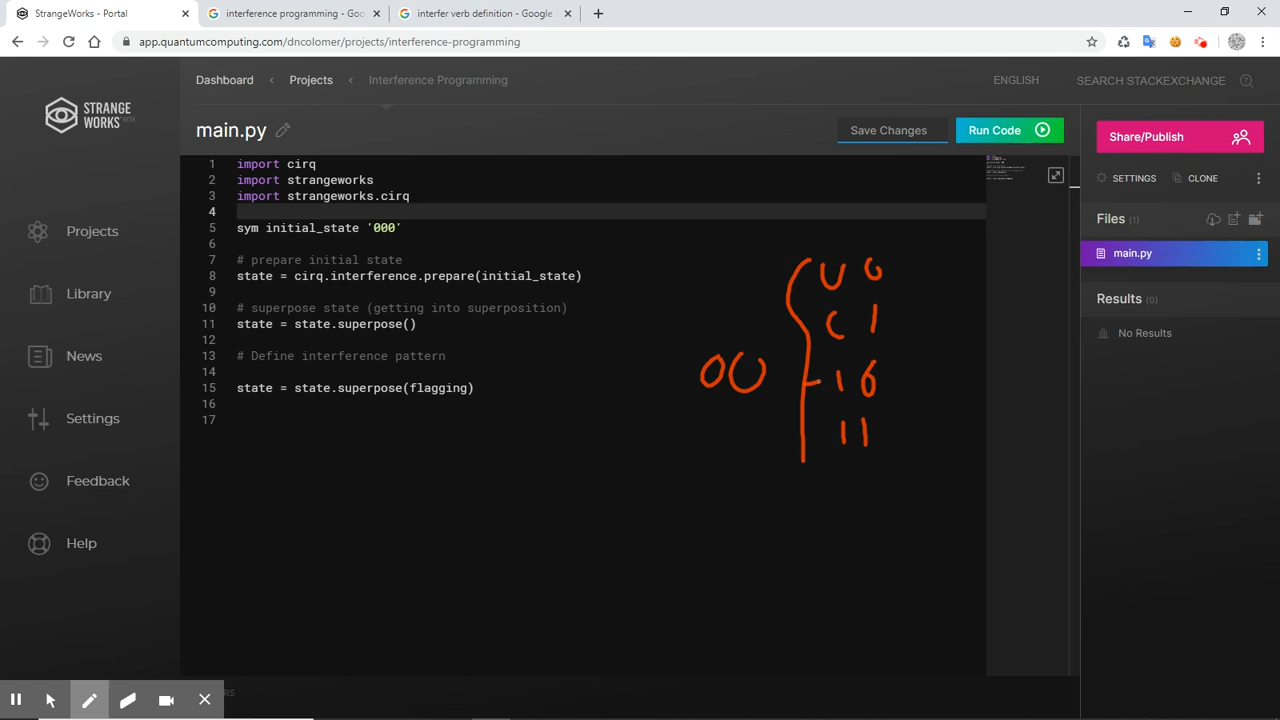 StrangeWorks - Portal
interference programming - Goo
interfer verb definition - Google
app.quantumcomputing.com/dncolomer/projects/interference-programming
STRANGE
WORKS BETA
Dashboard < Projects < Interference Programming
ENGLISH
SEARCH STACKEXCHANGE
main.py
Save Changes
Run Code
Share/Publish
SETTINGS
CLONE
Files (1)
main.py
Results (0)
No Results
Projects
Library
News
Settings
Feedback
Help
1 import cirq
2 import strangeworks
3 import strangeworks.cirq
4
5 sym initial_state '000'
6
7 # prepare initial state
8 state = cirq.interference.prepare(initial_state)
9
10 # superpose state (getting into superposition)
11 state = state.superpose()
12
13 # Define interference pattern
14
15 state = state.superpose(flagging)
16
17
00
0 0
0 1
1 0
1 1
RS